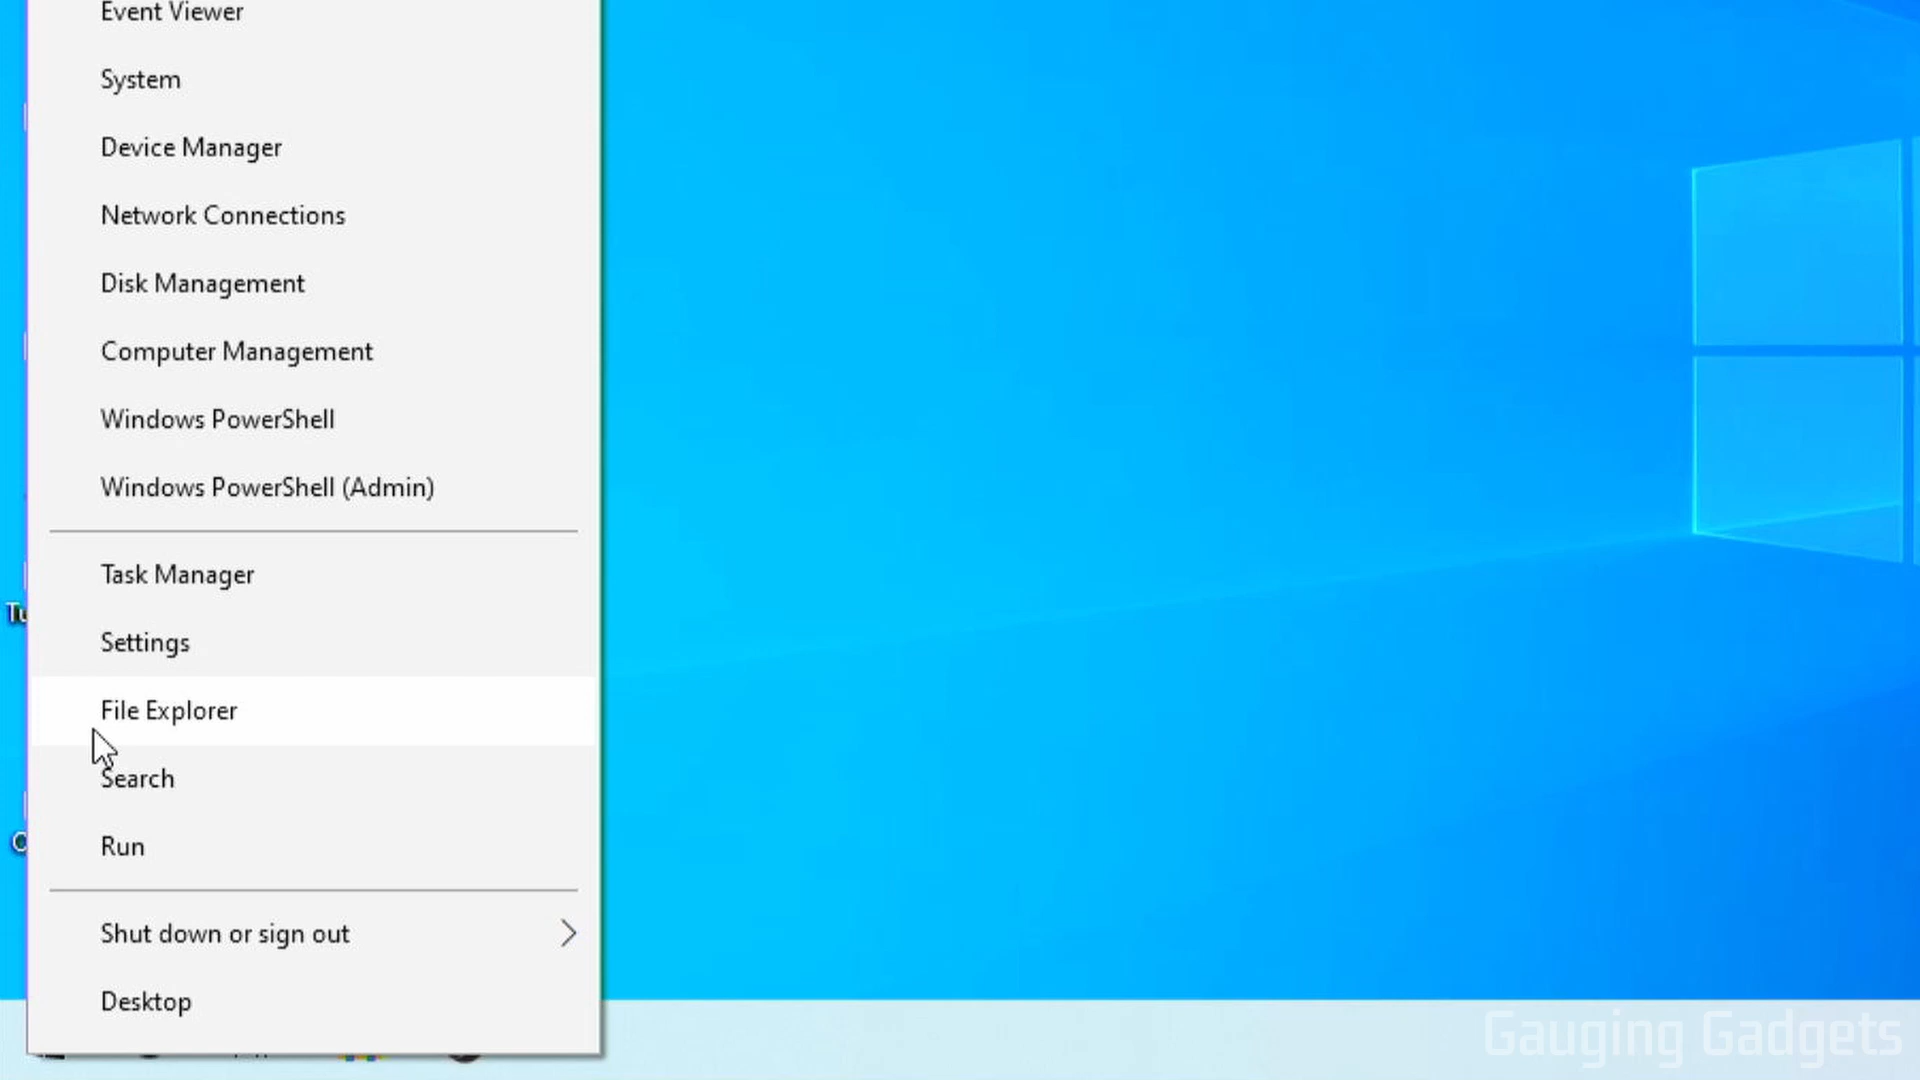 Event Viewer
System
Device Manager
Network Connections
Disk Management
Computer Management
Windows PowerShell
Windows PowerShell (Admin)
Task Manager
Settings
Tu
File Explorer
Search
Run
Shut down or sign out
Desktop
Gauging Gadgets